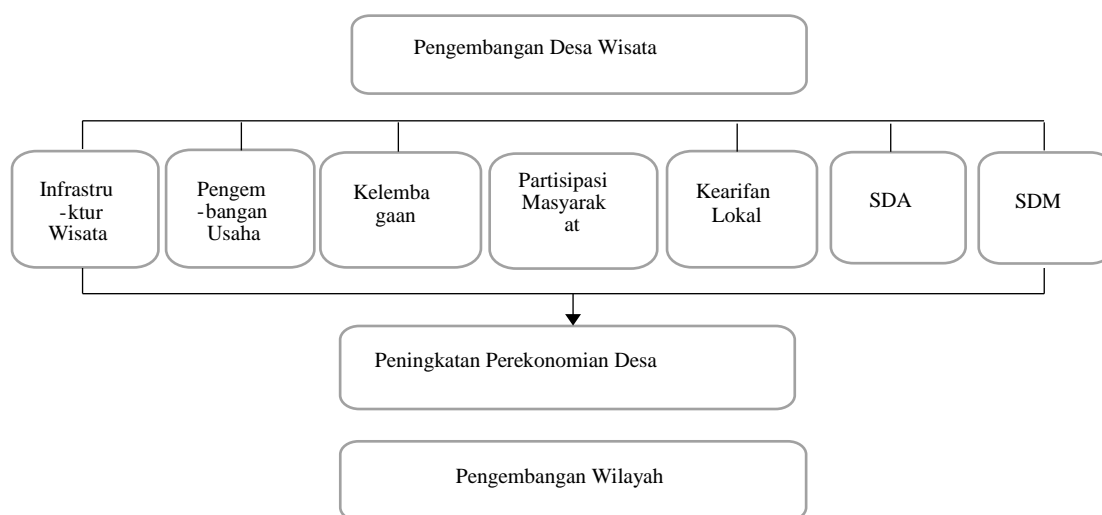 Pengembangan Desa Wisata
Infrastru
-ktur
Wisata
Pengem
-bangan
Usaha
Kelemba
gaan
Partisipasi
Masyarak
at
Kearifan
Lokal
SDA
SDM
Peningkatan Perekonomian Desa
Pengembangan Wilayah